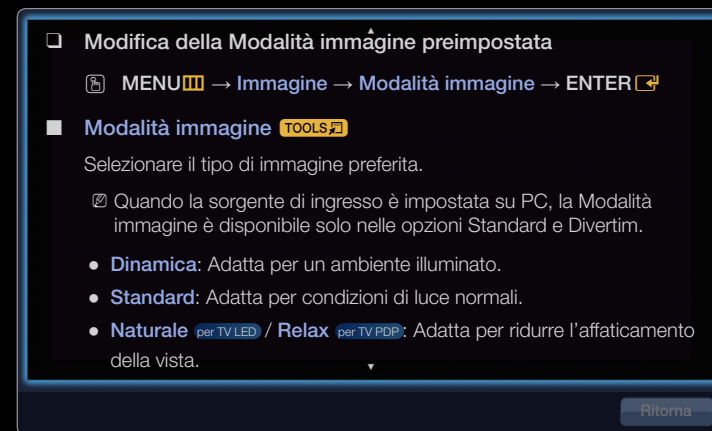 Modifica della Modalità immagine preimpostata
MENU → Immagine → Modalità immagine → ENTER
Modalità immagine TOOLS
Selezionare il tipo di immagine preferita.
Quando la sorgente di ingresso è impostata su PC, la Modalità
immagine è disponibile solo nelle opzioni Standard e Divertim.
● Dinamica: Adatta per un ambiente illuminato.
● Standard: Adatta per condizioni di luce normali.
● Naturale per TV LED / Relax per TV PDP: Adatta per ridurre l’affaticamento
della vista.
Ritorna